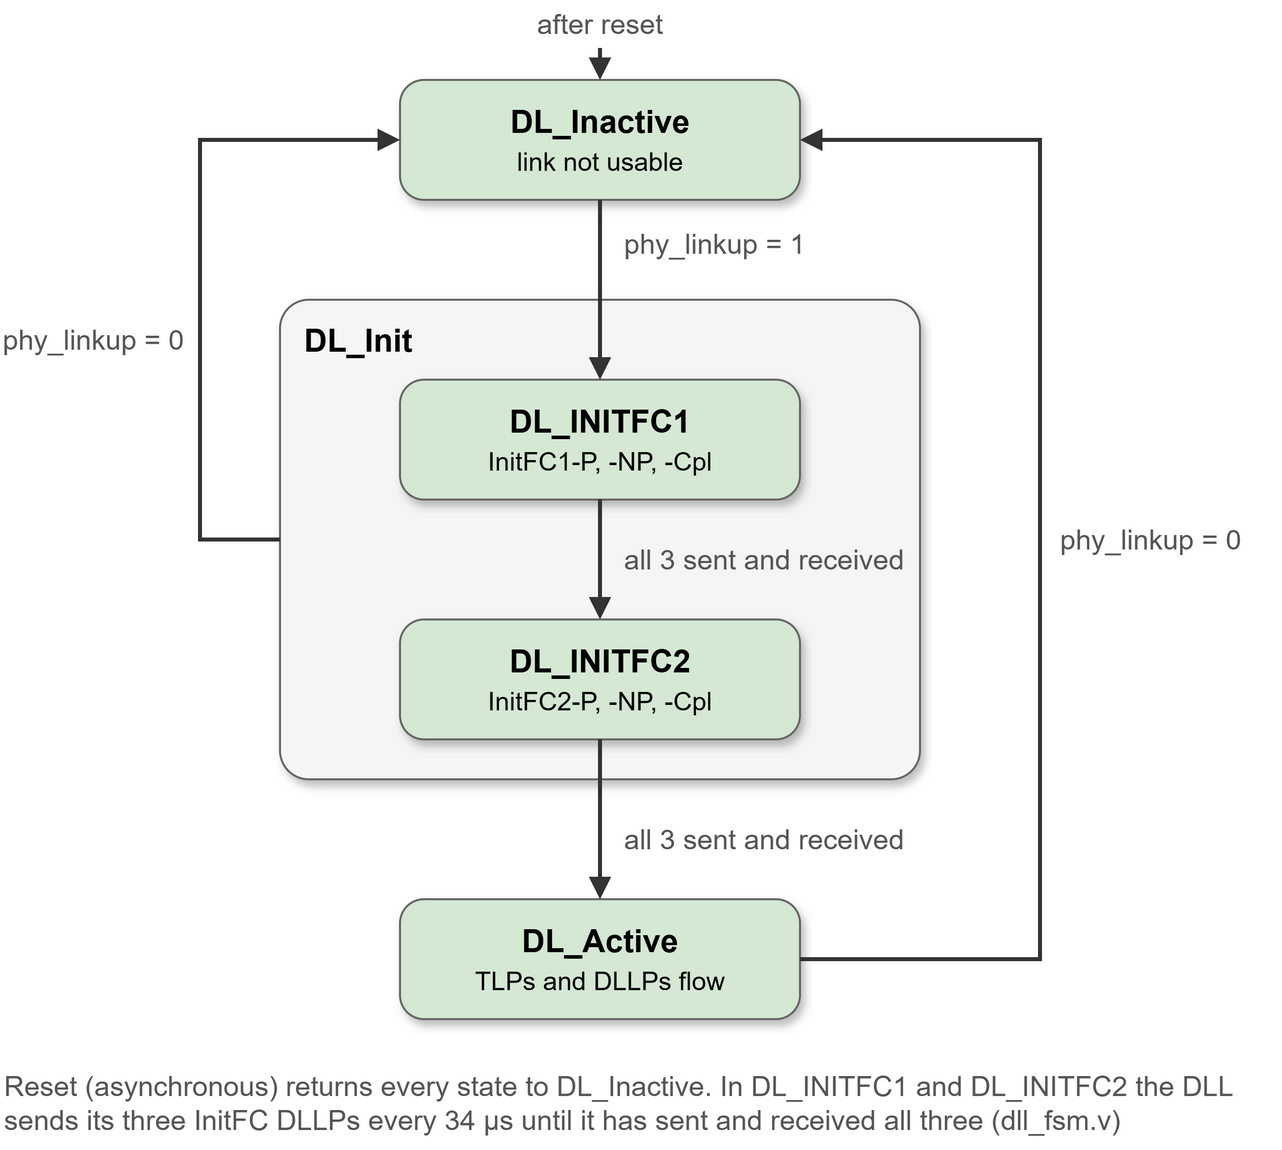 after reset
DL_Inactive
link not usable
phy_linkup = 1
phy_linkup = 0
DL_Init
DL_INITFC1
InitFC1-P, -NP, -Cpl
all 3 sent and received
phy_linkup = 0
DL_INITFC2
InitFC2-P, -NP, -Cpl
all 3 sent and received
DL_Active
TLPs and DLLPs flow
Reset (asynchronous) returns every state to DL_Inactive. In DL_INITFC1 and DL_INITFC2 the DLL
sends its three InitFC DLLPs every 34 µs until it has sent and received all three (dll_fsm.v)